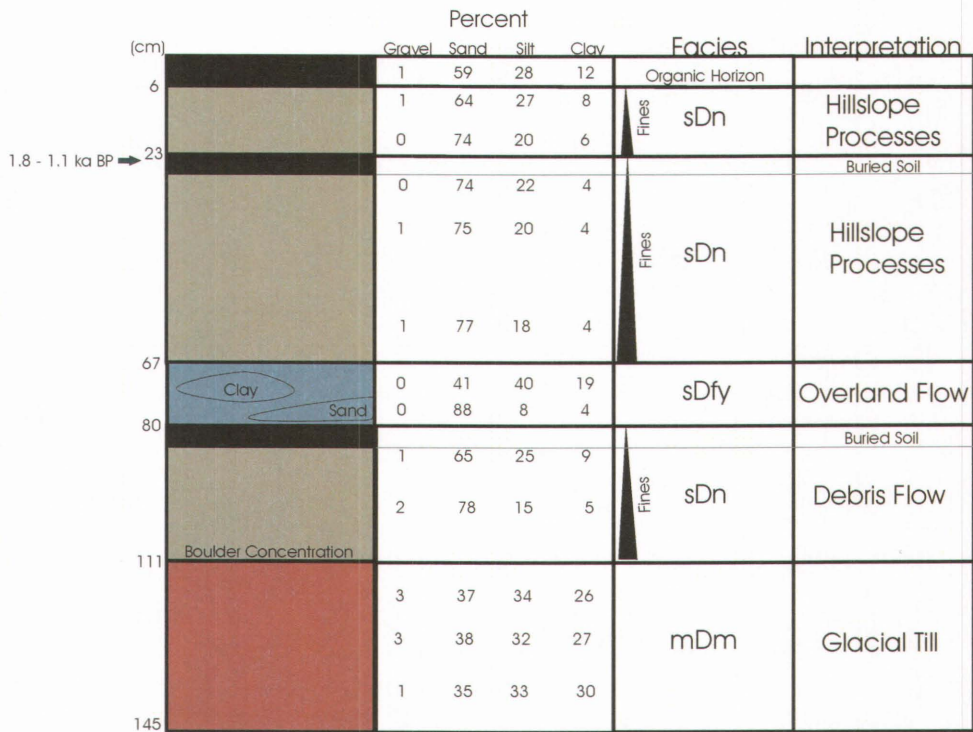 Percent
(cm) Gravel Sand Silt Clay Facies Interpretation
1 59 28 12 Organic Horizon
6
1 64 27 8 Fines sDn Hillslope
Processes
0 74 20 6
1.8 - 1.1 ka BP 23
Buried Soil
0 74 22 4
1 75 20 4 Fines sDn Hillslope
Processes
1 77 18 4
67
Clay 0 41 40 19 sDfy Overland Flow
Sand 0 88 8 4
80
Buried Soil
1 65 25 9
2 78 15 5 Fines sDn Debris Flow
Boulder Concentration
111
3 37 34 26
3 38 32 27 mDm Glacial Till
1 35 33 30
145